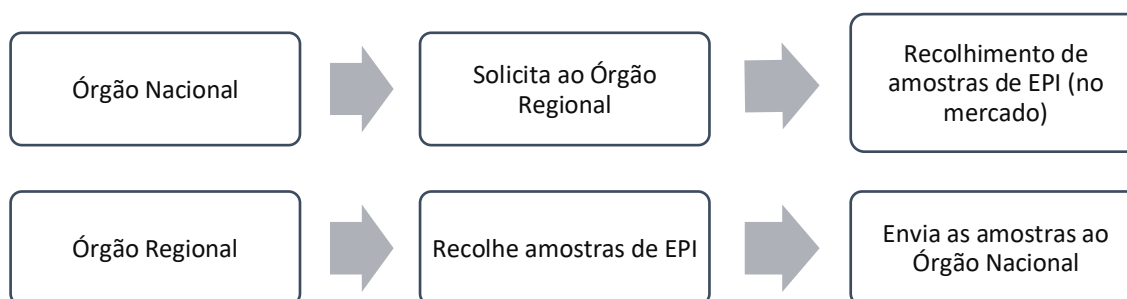 Órgão Nacional
Solicita ao Órgão
Regional
Recolhimento de
amostras de EPI (no
mercado)
Órgão Regional
Recolhe amostras de EPI
Envia as amostras ao
Órgão Nacional